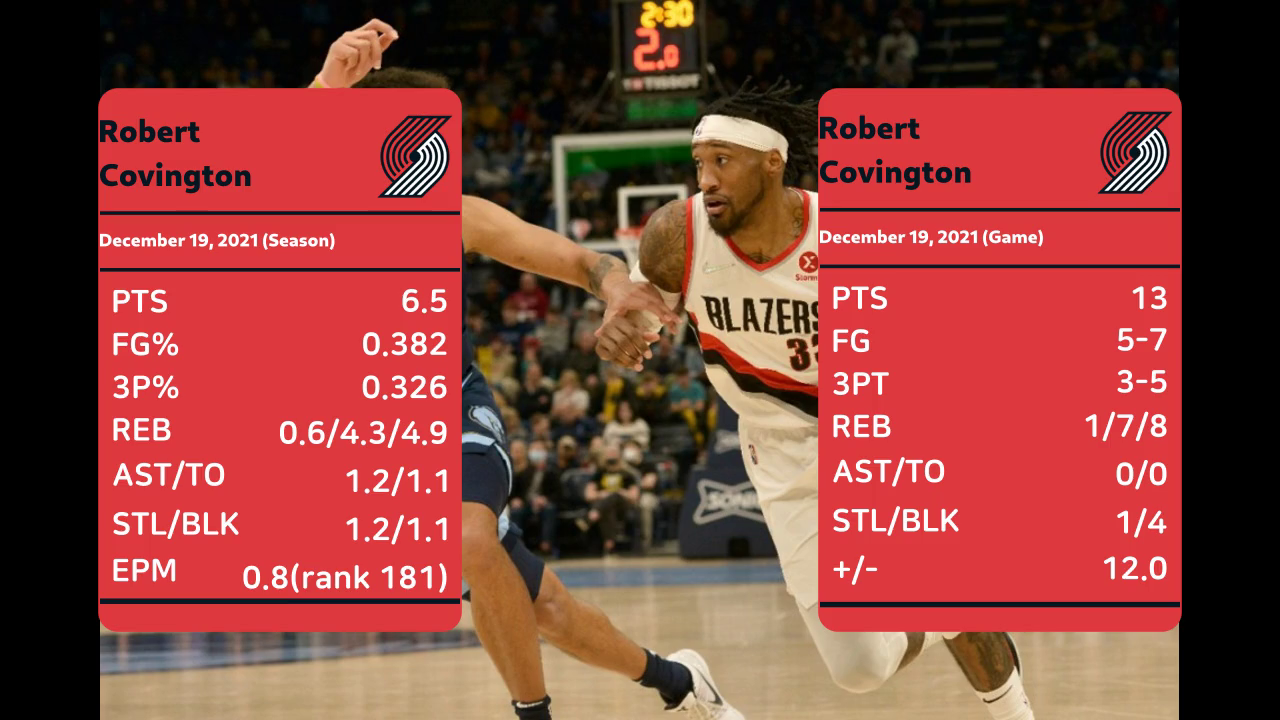 2:30
2.0
TISSOT
Robert
Covington
December 19, 2021 (Season)
PTS 6.5
FG% 0.382
3P% 0.326
REB 0.6/4.3/4.9
AST/TO 1.2/1.1
STL/BLK 1.2/1.1
EPM 0.8(rank 181)
BLAZERS
Robert
Covington
December 19, 2021 (Game)
PTS 13
FG 5-7
3PT 3-5
REB 1/7/8
AST/TO 0/0
STL/BLK 1/4
+/- 12.0